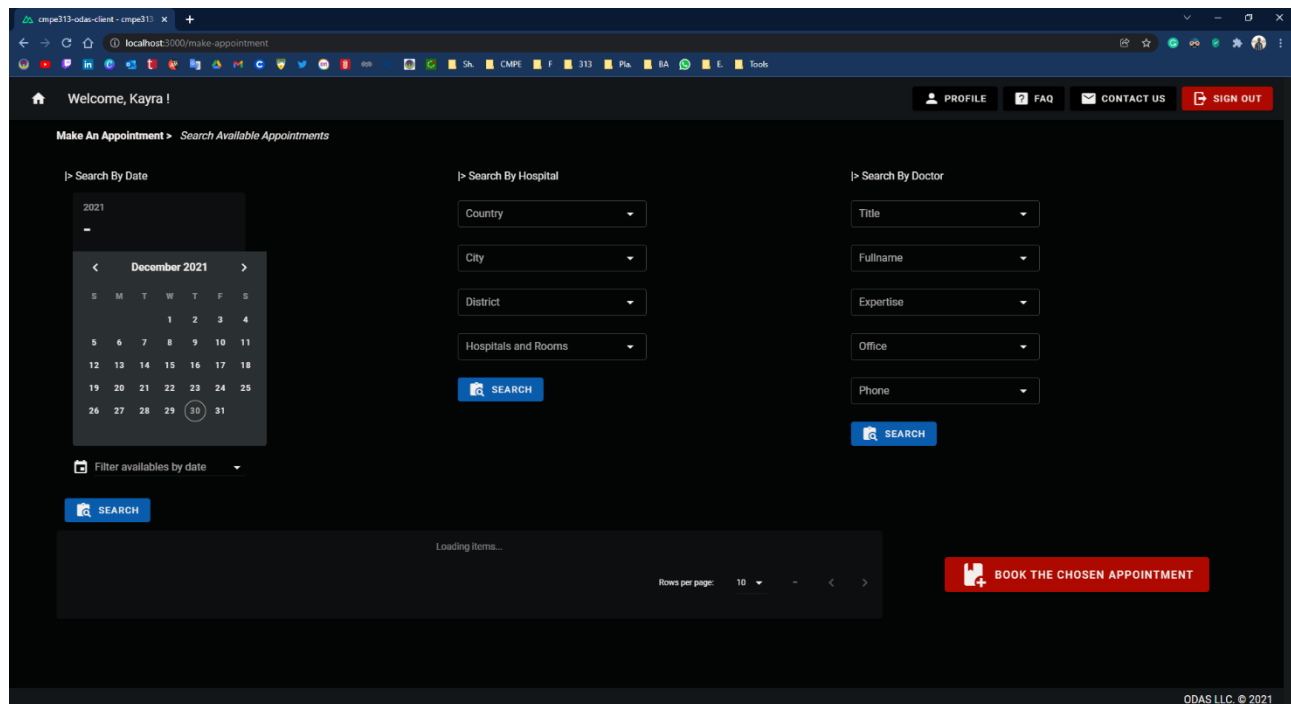 cmpe313-odas-client - cmpe313
localhost:3000/make-appointment
Sh. CMPE F 313 Pla. BA E. Tools
Welcome, Kayra !
PROFILE
FAQ
CONTACT US
SIGN OUT
Make An Appointment > Search Available Appointments
|> Search By Date
2021
-
December 2021
S M T W T F S
1 2 3 4
5 6 7 8 9 10 11
12 13 14 15 16 17 18
19 20 21 22 23 24 25
26 27 28 29 30 31
Filter availables by date
SEARCH
|> Search By Hospital
Country
City
District
Hospitals and Rooms
SEARCH
|> Search By Doctor
Title
Fullname
Expertise
Office
Phone
SEARCH
Loading items...
Rows per page: 10 –
BOOK THE CHOSEN APPOINTMENT
ODAS LLC. © 2021